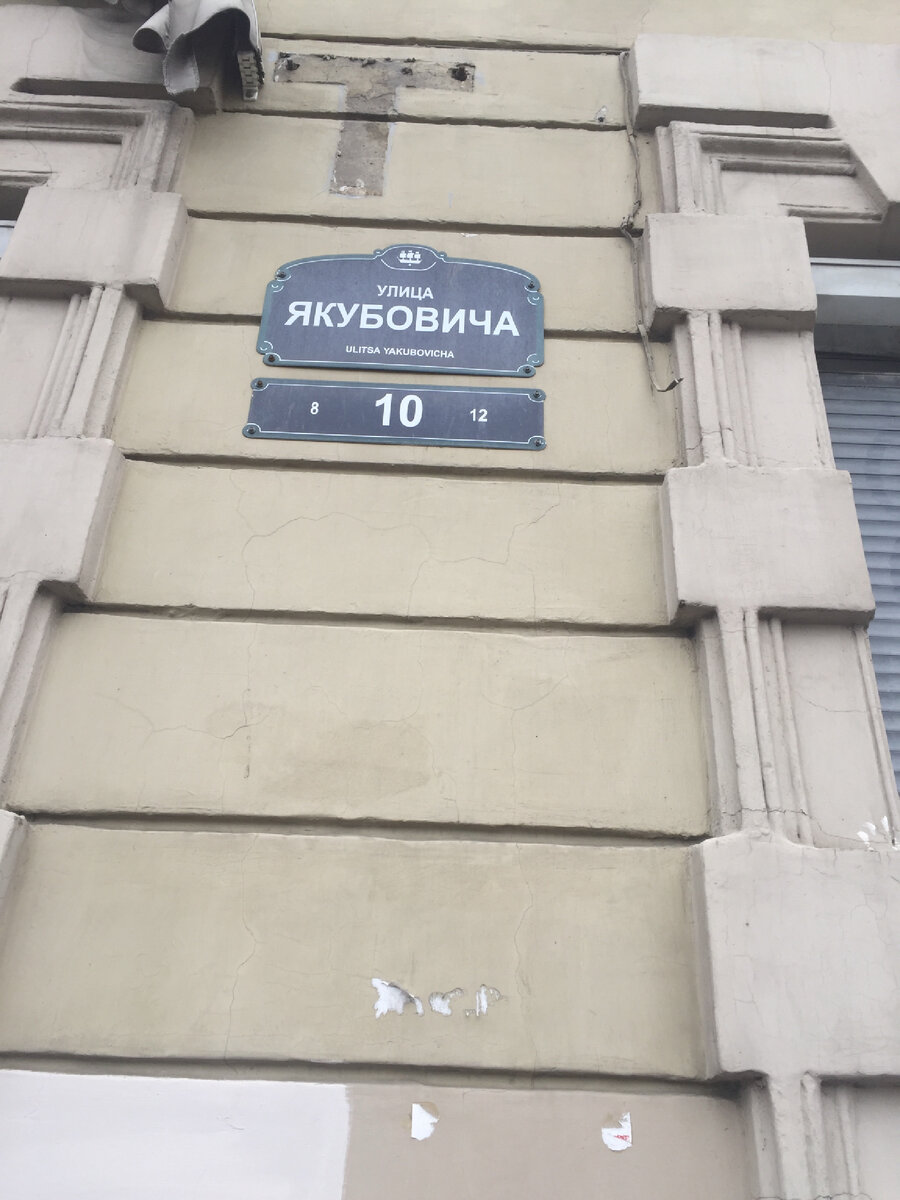 УЛИЦА
ЯКУБОВИЧА
ULITSA YAKUBOVICHA
8 10 12